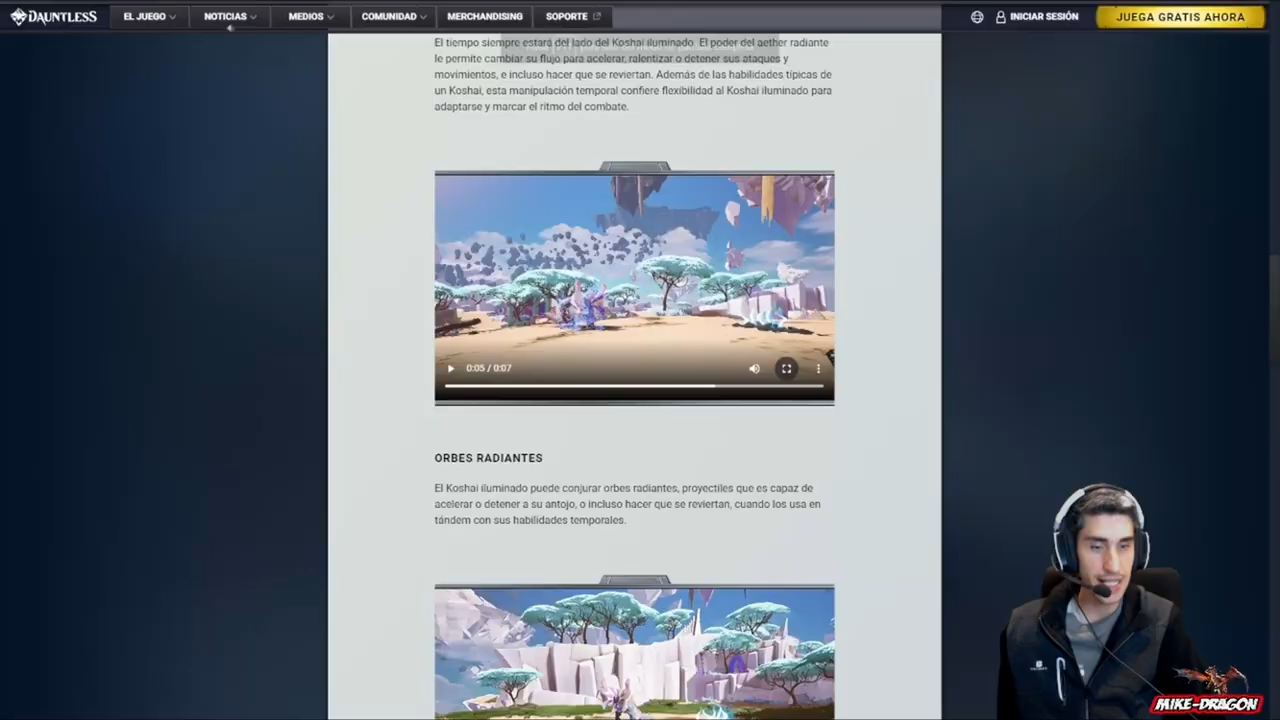 DAUNTLESS
EL JUEGO
NOTICIAS
MEDIOS
COMUNIDAD
MERCHANDISING
SOPORTE
INICIAR SESIÓN
JUEGA GRATIS AHORA
El tiempo siempre estará del lado del Koshai iluminado. El poder del aether radiante
le permite cambiar su flujo para acelerar, ralentizar o detener sus ataques y
movimientos, e incluso hacer que se reviertan. Además de las habilidades típicas de
un Koshai, esta manipulación temporal confiere flexibilidad al Koshai iluminado para
adaptarse y marcar el ritmo del combate.
0:05 / 0:07
ORBES RADIANTES
El Koshai iluminado puede conjurar orbes radiantes, proyectiles que es capaz de
acelerar o detener a su antojo, o incluso hacer que se reviertan, cuando los usa en
tándem con sus habilidades temporales.
MIKE-DRAGON